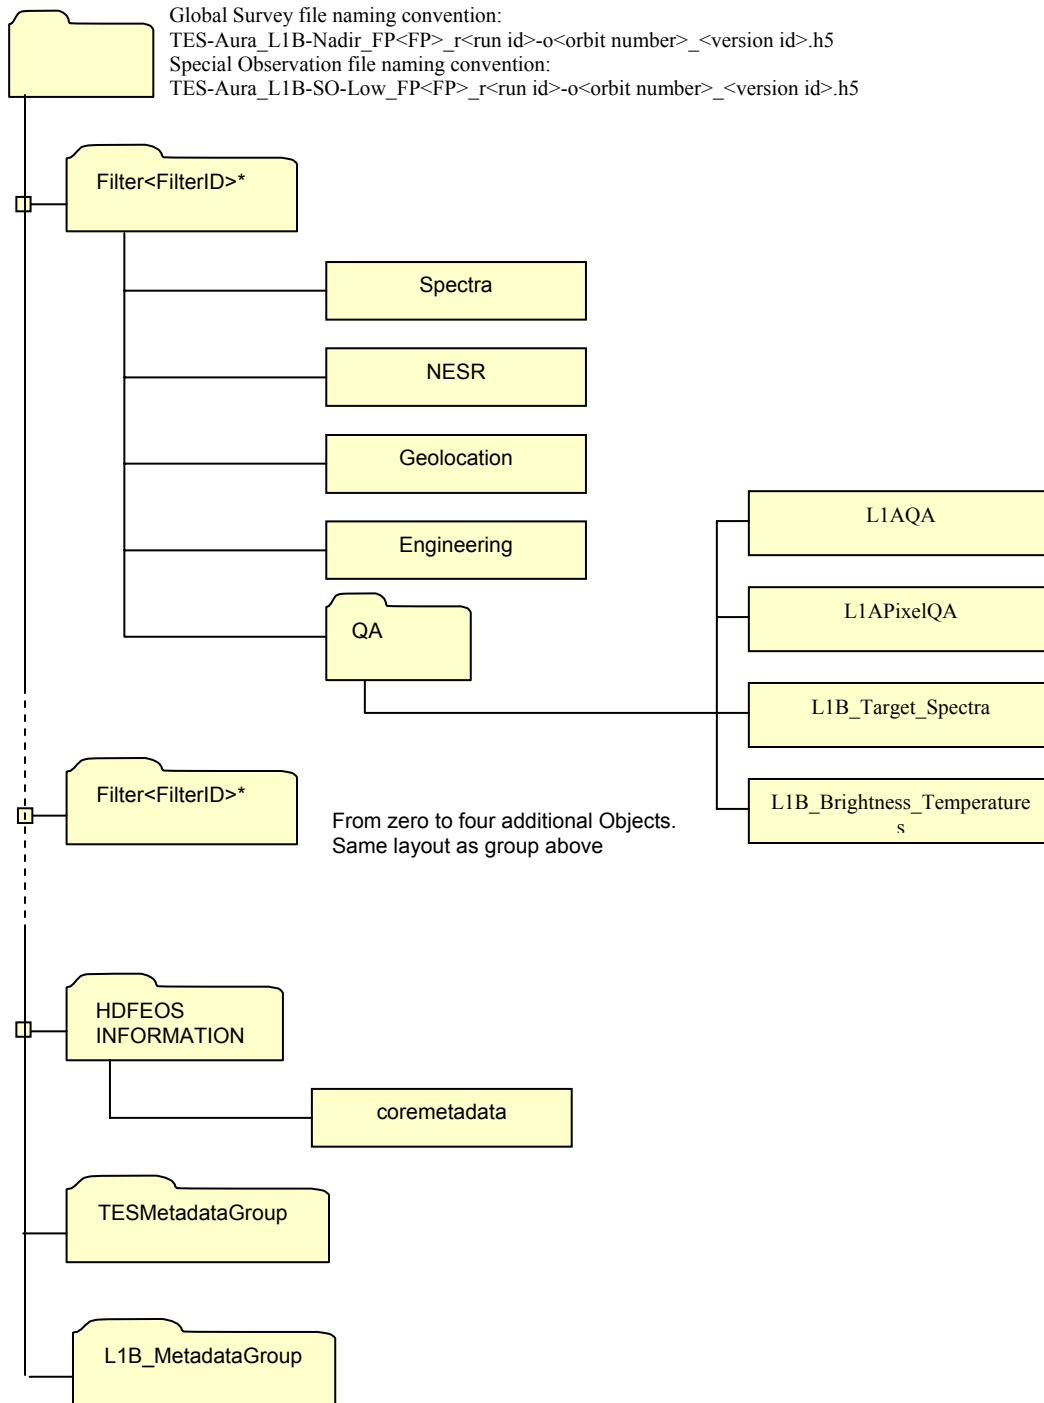 Global Survey file naming convention:
TES-Aura_L1B-Nadir_FP<FP>_r<run id>-o<orbit number>_<version id>.h5
Special Observation file naming convention:
TES-Aura_L1B-SO-Low_FP<FP>_r<run id>-o<orbit number>_<version id>.h5
Filter<FilterID>*
Spectra
NESR
Geolocation
Engineering
QA
L1AQA
L1APixelQA
L1B_Target_Spectra
L1B_Brightness_Temperature
s
Filter<FilterID>*
From zero to four additional Objects.
Same layout as group above
HDFEOS
INFORMATION
coremetadata
TESMetadataGroup
L1B_MetadataGroup